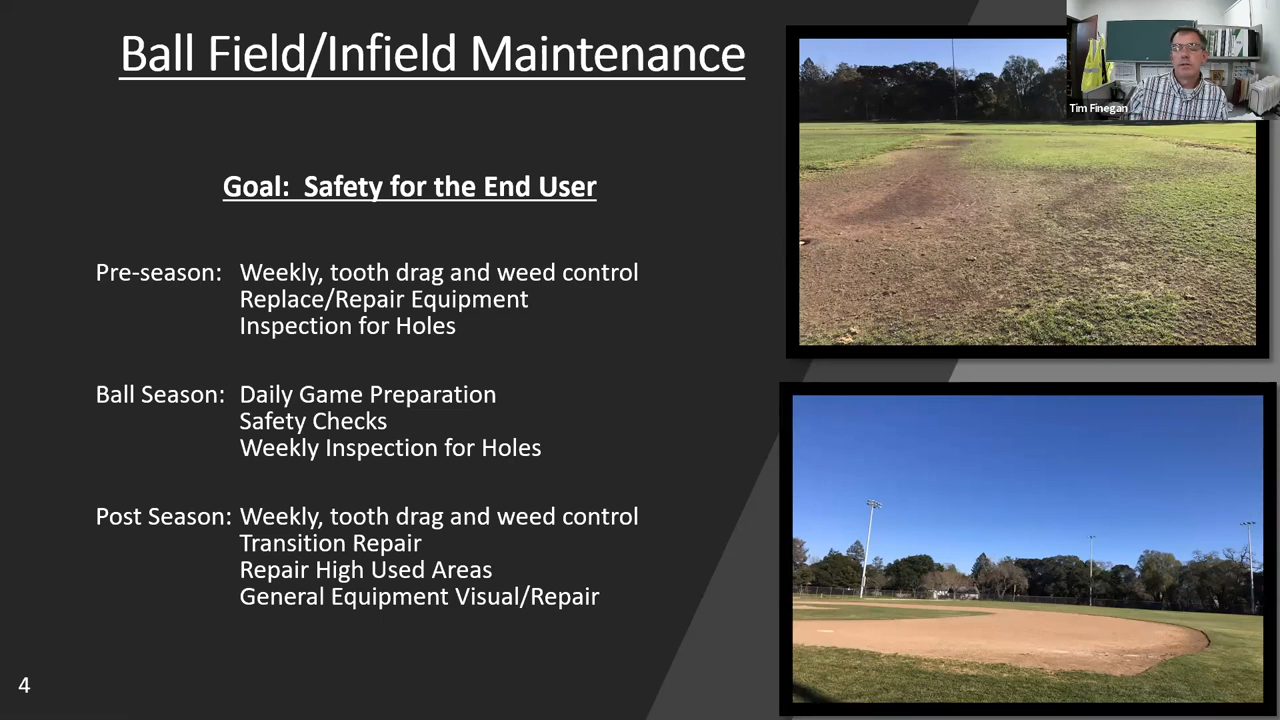 Ball Field/Infield Maintenance
Tim Finegan
Goal: Safety for the End User
Pre-season: Weekly, tooth drag and weed control
Replace/Repair Equipment
Inspection for Holes
Ball Season: Daily Game Preparation
Safety Checks
Weekly Inspection for Holes
Post Season: Weekly, tooth drag and weed control
Transition Repair
Repair High Used Areas
General Equipment Visual/Repair
4